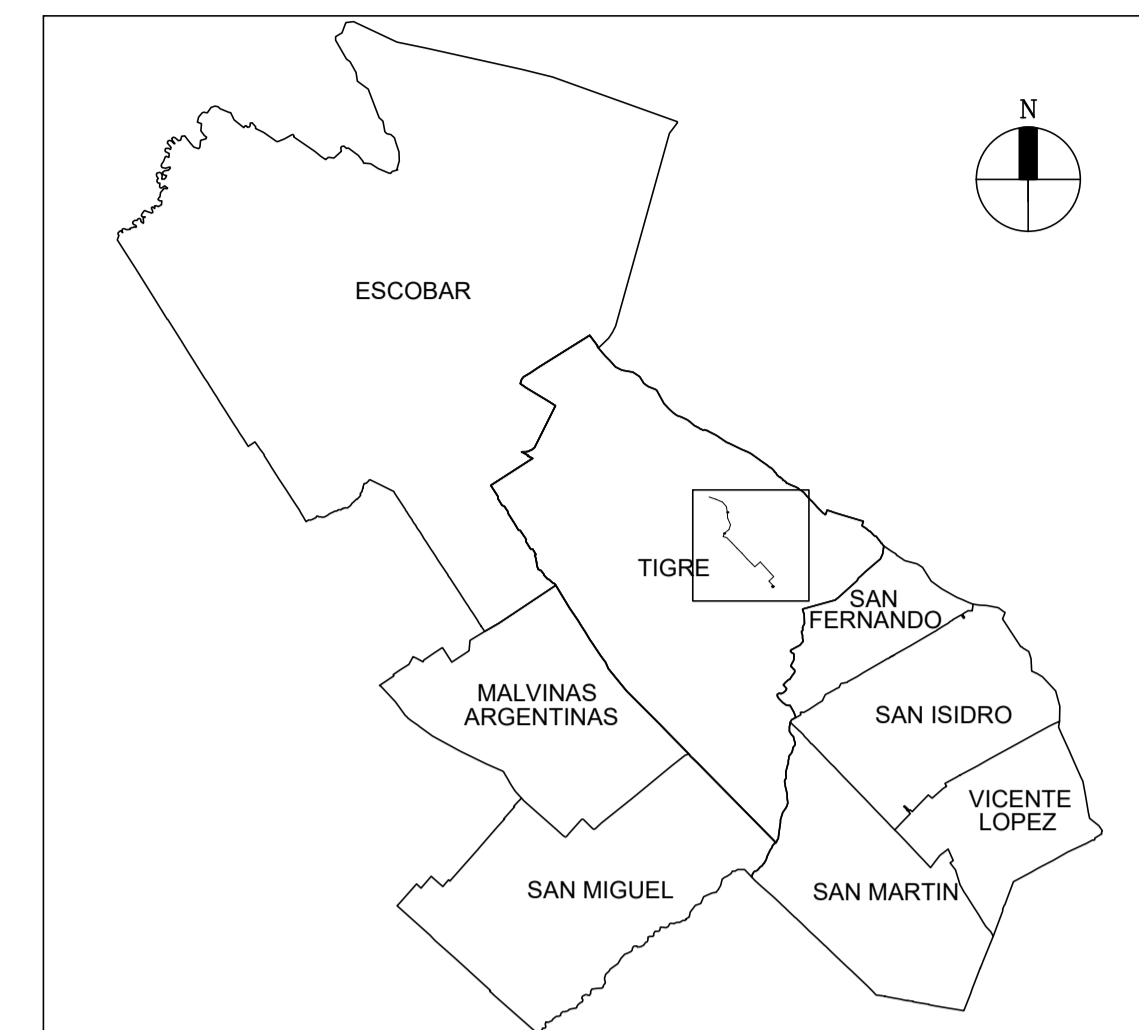 N
ESCOBAR
TIGRE
SAN
FERNANDO
MALVINAS
ARGENTINAS
SAN ISIDRO
VICENTE
LOPEZ
SAN MIGUEL
SAN MARTIN